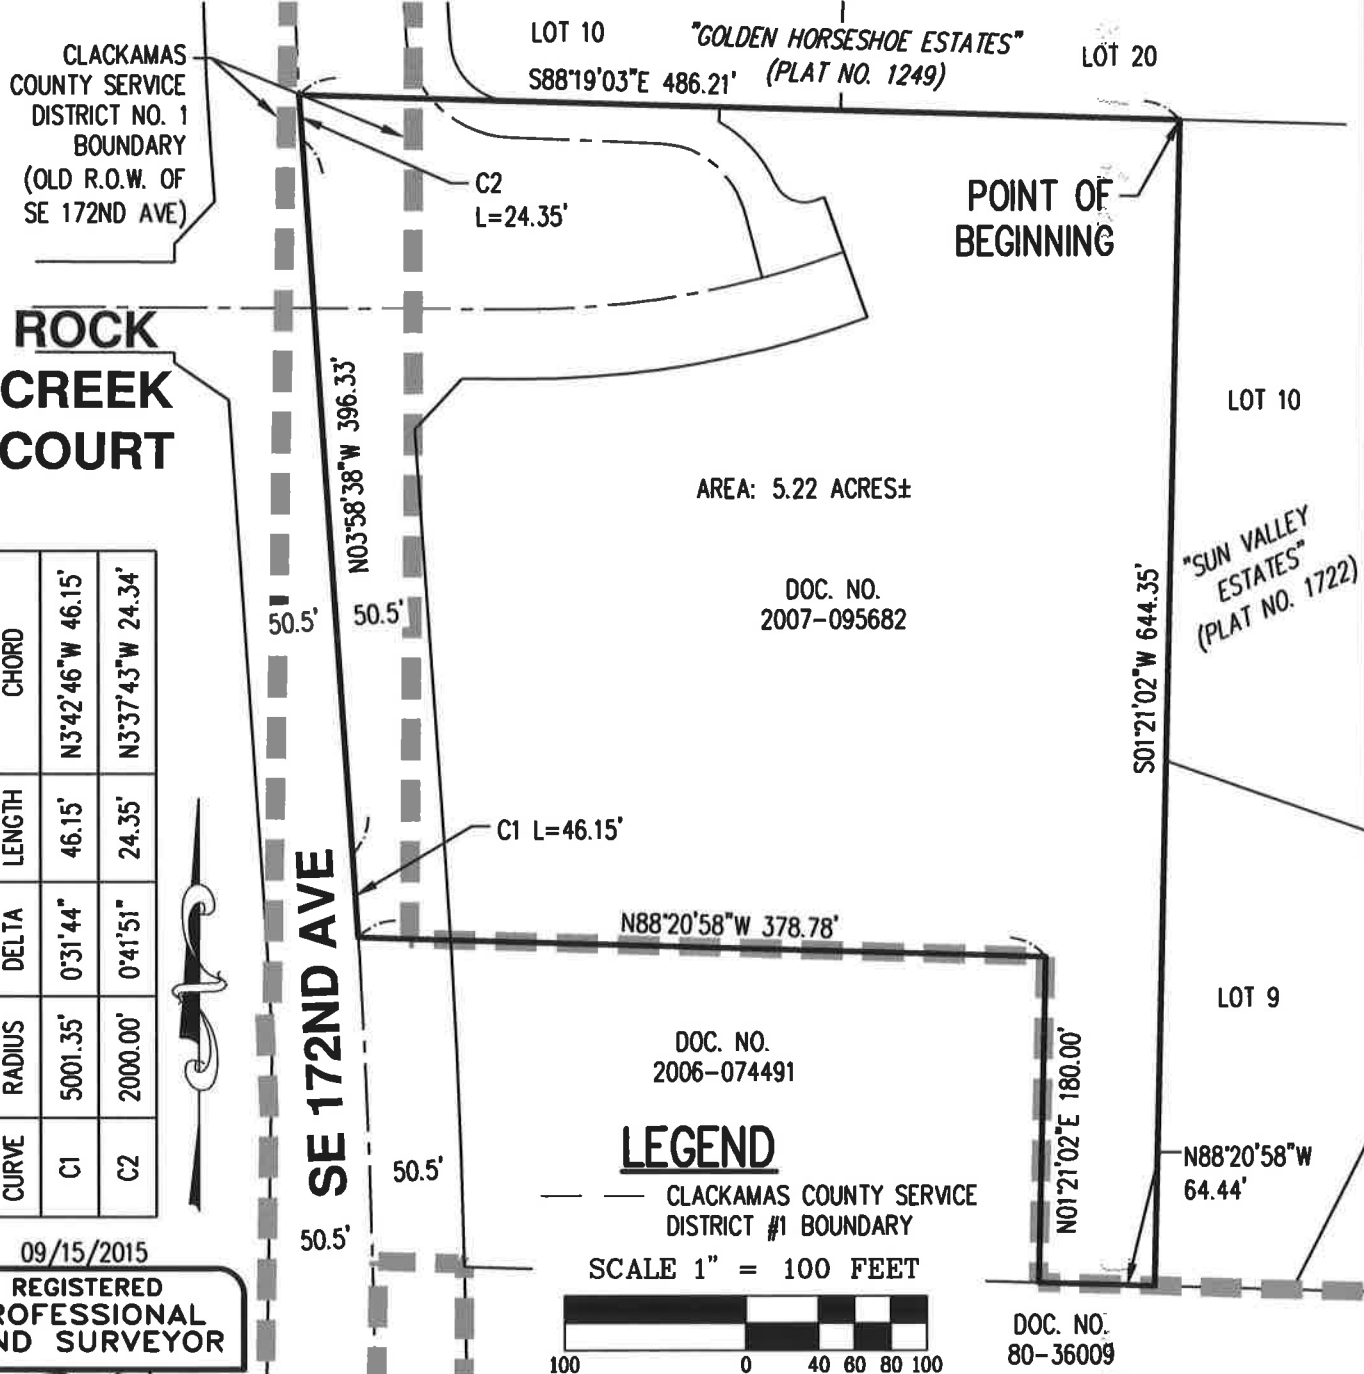 LOT 10
"GOLDEN HORSESHOE ESTATES"
(PLAT NO. 1249)
LOT 20
S88°19'03"E 486.21'
CLACKAMAS
COUNTY SERVICE
DISTRICT NO. 1
BOUNDARY
(OLD R.O.W. OF
SE 172ND AVE)
C2
L=24.35'
POINT OF
BEGINNING
ROCK
CREEK
COURT
N03°58'38"W 396.33'
LOT 10
AREA: 5.22 ACRES±
"SUN VALLEY
ESTATES"
(PLAT NO. 1722)
DOC. NO.
2007-095682
50.5'
50.5'
S01°21'02"W 644.35'
CURVE RADIUS DELTA LENGTH CHORD
C1 5001.35' 0°31'44" 46.15' N3°42'46"W 46.15'
C2 2000.00' 0°41'51" 24.35' N3°37'43"W 24.34'
C1 L=46.15'
SE 172ND AVE
N88°20'58"W 378.78'
LOT 9
DOC. NO.
2006-074491
N01°21'02"E 180.00'
N88°20'58"W
64.44'
50.5'
50.5'
LEGEND
CLACKAMAS COUNTY SERVICE
DISTRICT #1 BOUNDARY
SCALE 1" = 100 FEET
100 0 40 60 80 100
DOC. NO.
80-36009
09/15/2015
REGISTERED
ROFESSIONAL
ND SURVEYOR